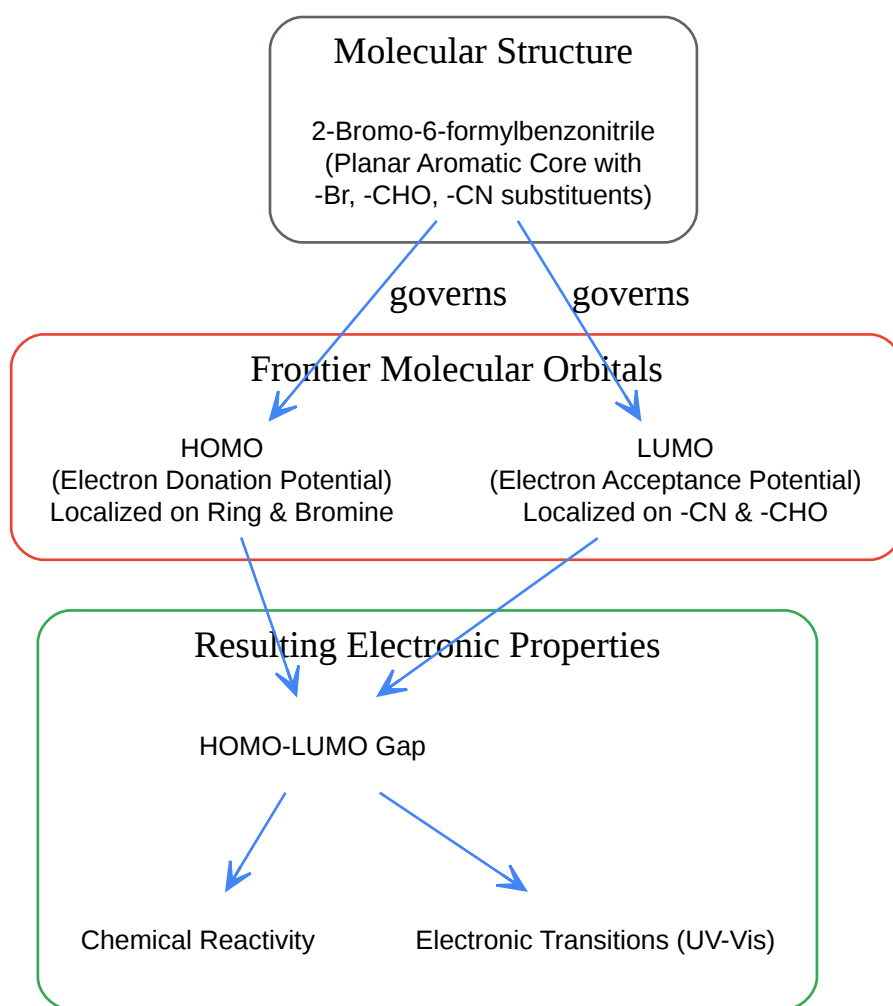 Molecular Structure
2-Bromo-6-formylbenzonitrile
(Planar Aromatic Core with
-Br, -CHO, -CN substituents)
governs
governs
Frontier Molecular Orbitals
HOMO
(Electron Donation Potential)
Localized on Ring & Bromine
LUMO
(Electron Acceptance Potential)
Localized on -CN & -CHO
Resulting Electronic Properties
HOMO-LUMO Gap
Chemical Reactivity
Electronic Transitions (UV-Vis)